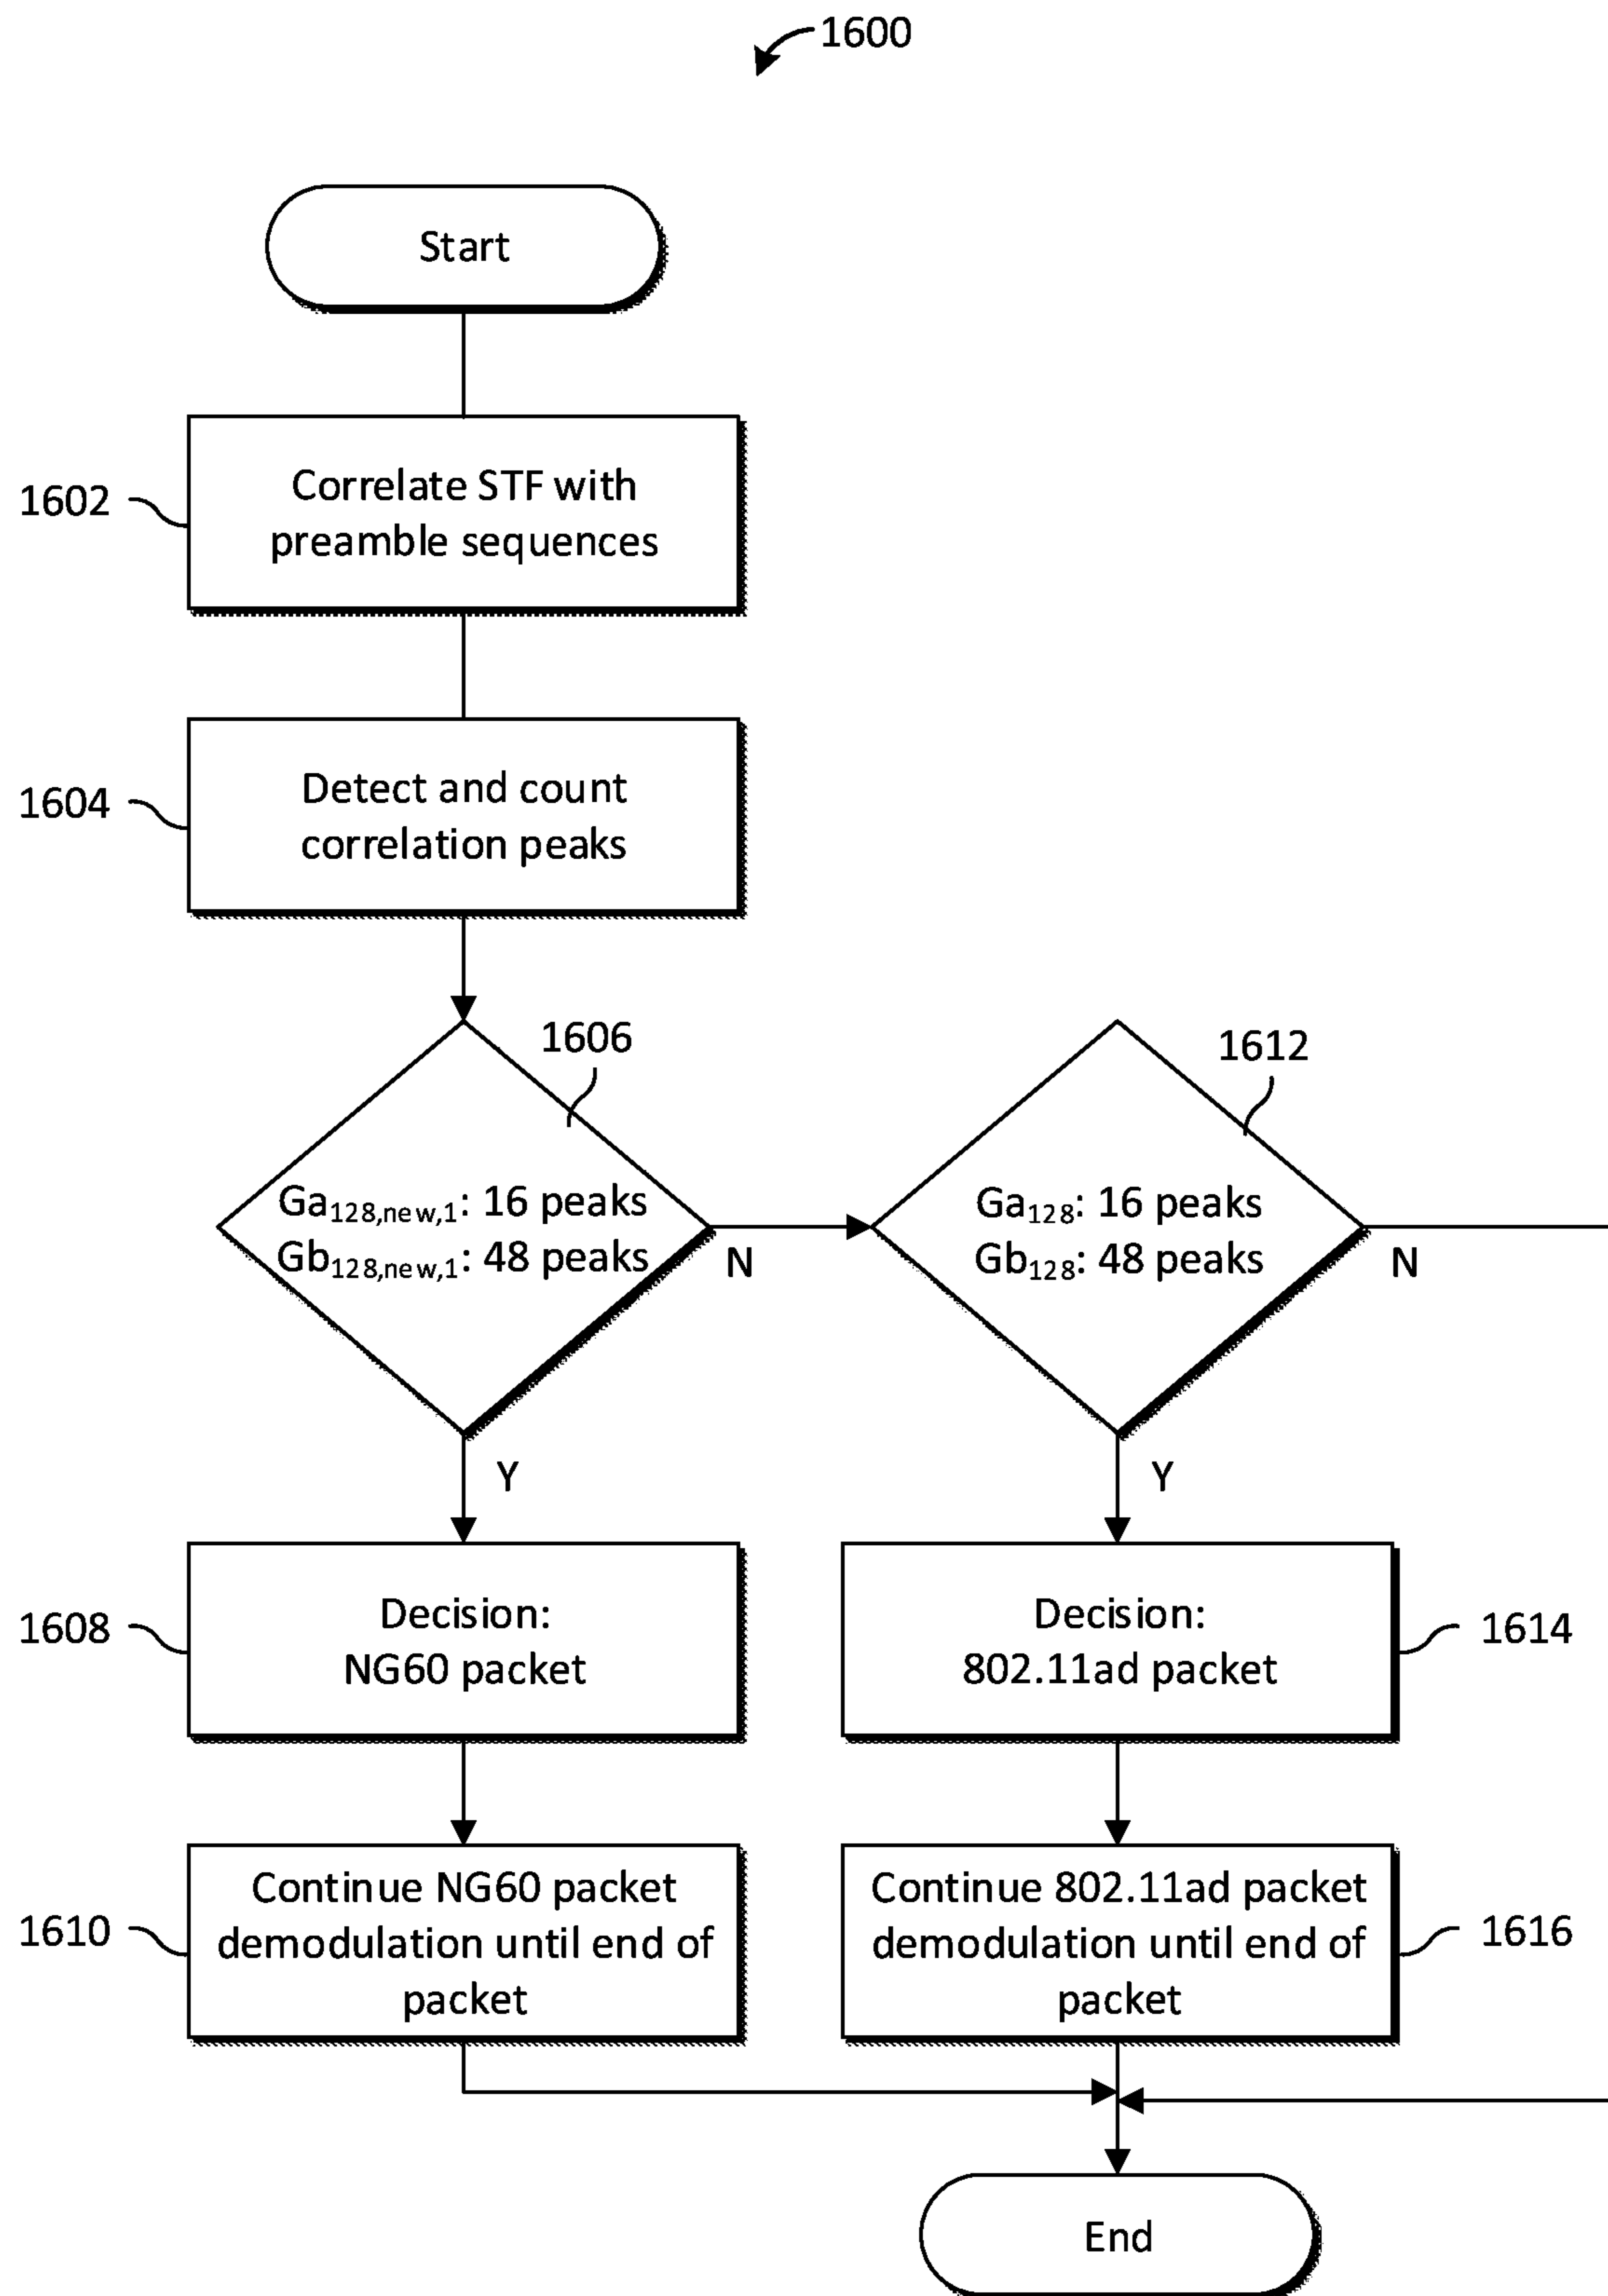 1600
Start
1602
Correlate STF with
preamble sequences
1604
Detect and count
correlation peaks
1606
Ga128,new,1: 16 peaks
Gb128,new,1: 48 peaks
N
Y
1612
Ga128: 16 peaks
Gb128: 48 peaks
N
Y
1608
Decision:
NG60 packet
Decision:
802.11ad packet
1614
1610
Continue NG60 packet
demodulation until end of
packet
Continue 802.11ad packet
demodulation until end of
packet
1616
End